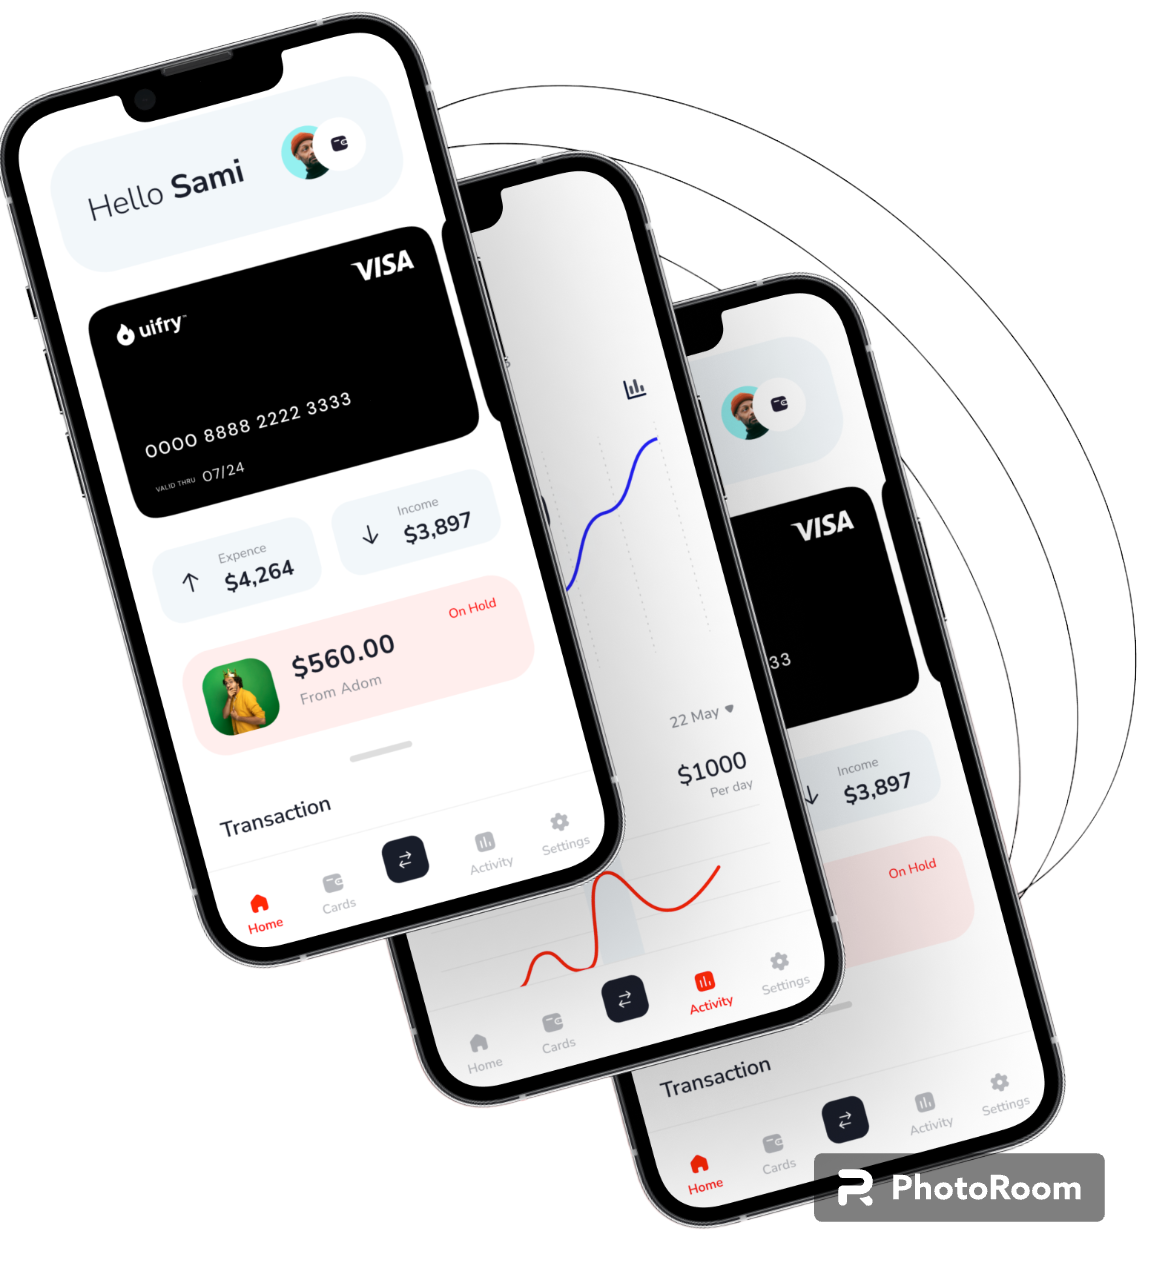 Hello Sami
VISA
uifry™
0000 8888 2222 3333
VALID THRU 07/24
Expence
$4,264
Income
$3,897
On Hold
$560.00
From Adom
Transaction
Home
Cards
Activity
Settings
5
22 May
$1000
Per day
Home
Cards
Activity
Settings
VISA
33
Income
$3,897
On Hold
Transaction
Home
Cards
Activity
Settings
PhotoRoom